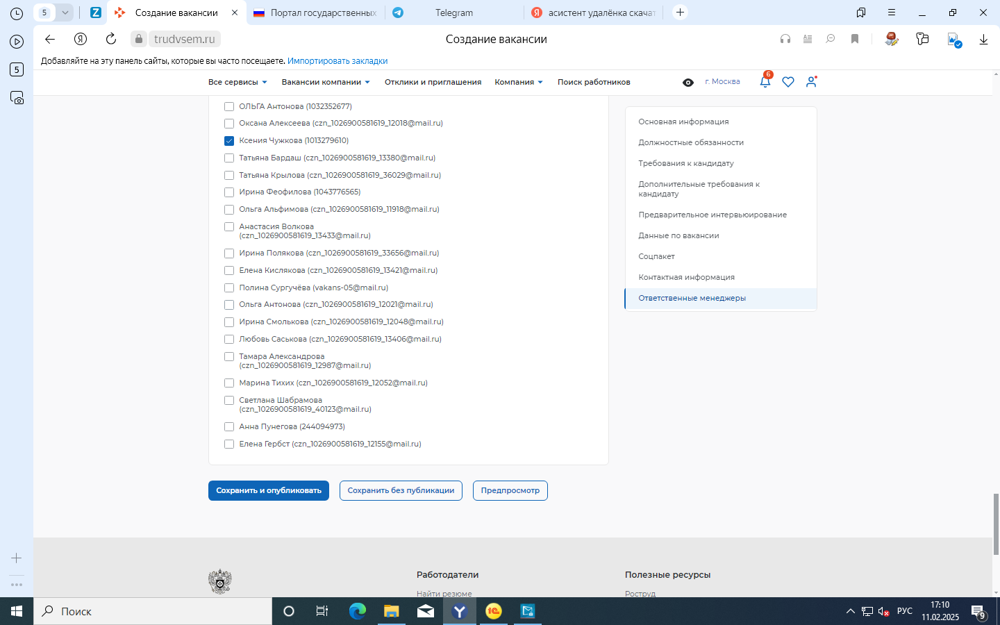 5
Создание вакансии
Портал государственных
Telegram
асистент удалёнка скачат
trudvsem.ru
Создание вакансии
Добавляйте на эту панель сайты, которые вы часто посещаете. Импортировать закладки
5
Все сервисы
Вакансии компании
Отклики и приглашения
Компания
Поиск работников
г. Москва
6
ОЛЬГА Антонова (1032352677)
Оксана Алексеева (czn_1026900581619_12018@mail.ru)
Ксения Чужкова (1013279610)
Татьяна Бардаш (czn_1026900581619_13380@mail.ru)
Татьяна Крылова (czn_1026900581619_36029@mail.ru)
Ирина Феофилова (1043776565)
Ольга Альфимова (czn_1026900581619_11918@mail.ru)
Анастасия Волкова
(czn_1026900581619_13433@mail.ru)
Ирина Полякова (czn_1026900581619_33656@mail.ru)
Елена Кислякова (czn_1026900581619_13421@mail.ru)
Полина Сургучёва (vakans-05@mail.ru)
Ольга Антонова (czn_1026900581619_12021@mail.ru)
Ирина Смолькова (czn_1026900581619_12048@mail.ru)
Любовь Саськова (czn_1026900581619_13406@mail.ru)
Тамара Александрова
(czn_1026900581619_12987@mail.ru)
Марина Тихих (czn_1026900581619_12052@mail.ru)
Светлана Шабрамова
(czn_1026900581619_40123@mail.ru)
Анна Пунегова (244094973)
Елена Гербст (czn_1026900581619_12155@mail.ru)
Основная информация
Должностные обязанности
Требования к кандидату
Дополнительные требования к
кандидату
Предварительное интервьюирование
Данные по вакансии
Соцпакет
Контактная информация
Ответственные менеджеры
Сохранить и опубликовать
Сохранить без публикации
Предпросмотр
Работодатели
Полезные ресурсы
Найти резюме
Роструд
Поиск
РУС
17:10
11.02.2025
9